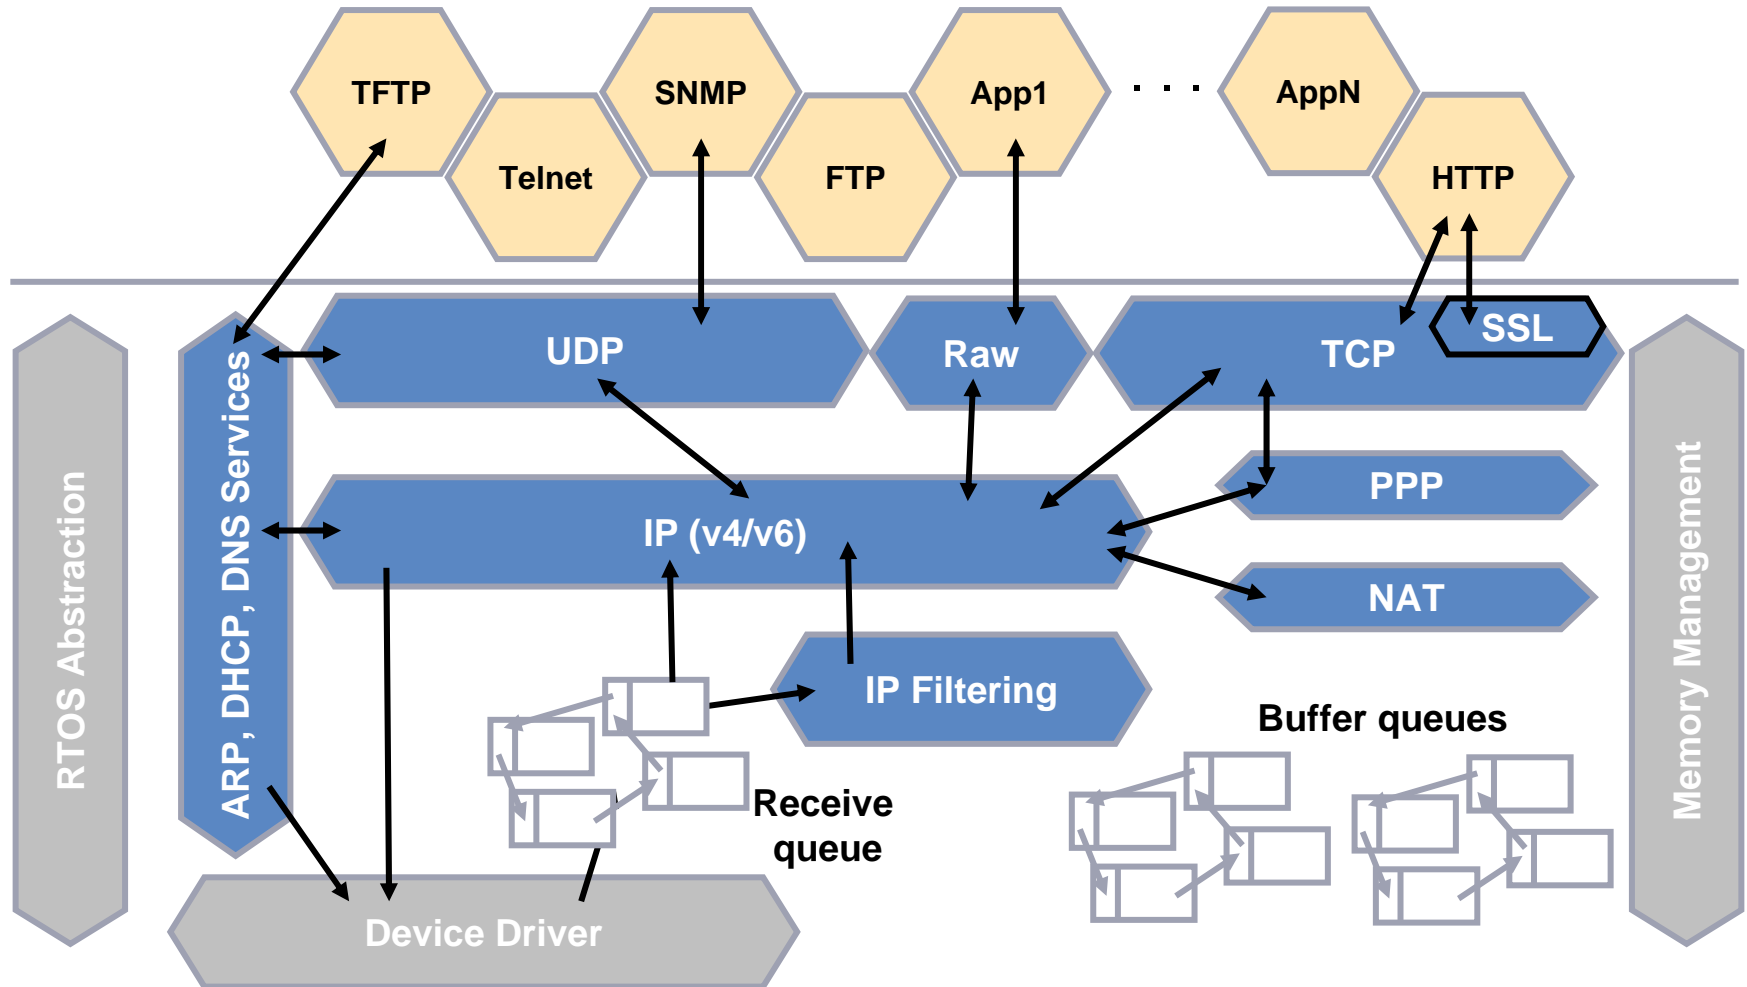 TFTP
SNMP
App1
. . .
AppN
Telnet
FTP
HTTP
UDP
Raw
TCP
SSL
RTOS Abstraction
ARP, DHCP, DNS Services
IP (v4/v6)
PPP
NAT
Memory Management
IP Filtering
Buffer queues
Receive
queue
Device Driver